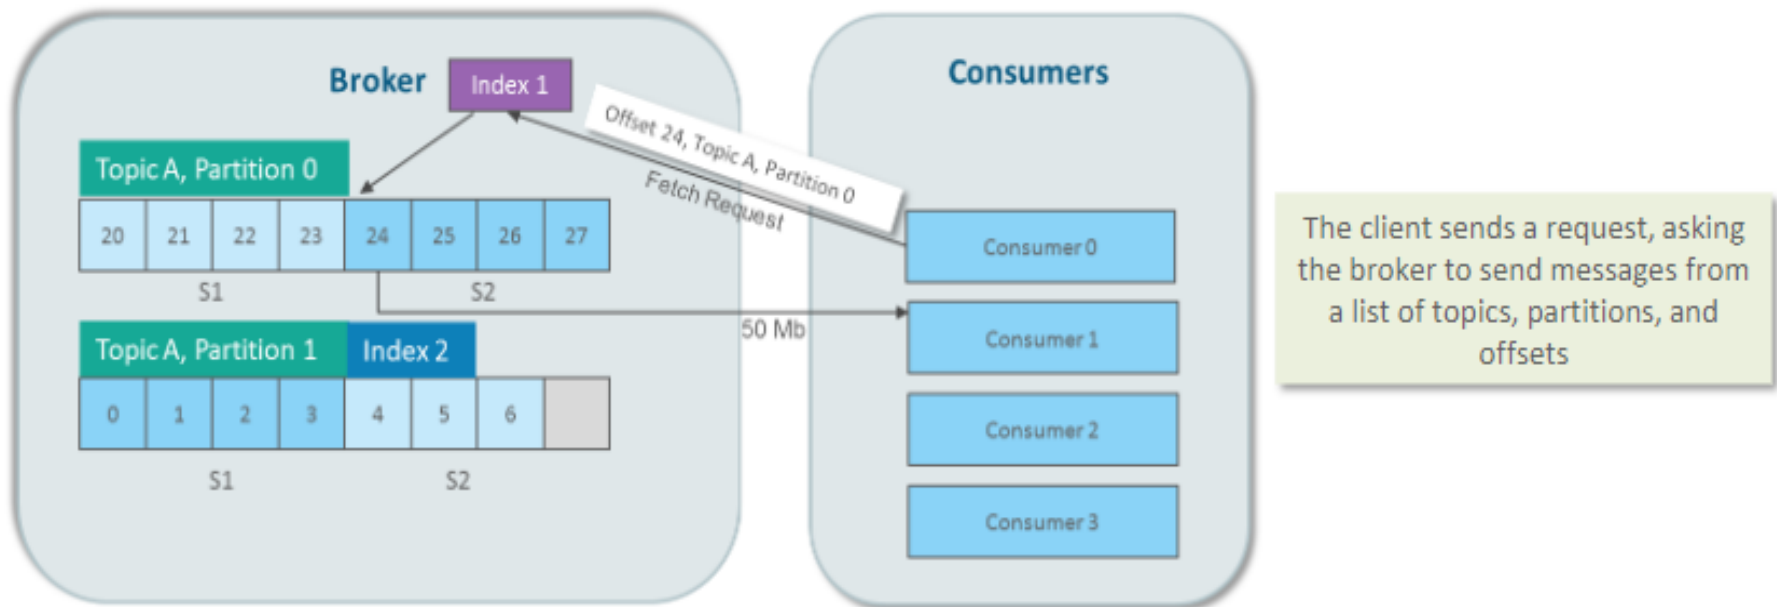 Broker
Index 1
Topic A, Partition 0
20 21 22 23 24 25 26 27
S1 S2
Topic A, Partition 1 Index 2
0 1 2 3 4 5 6
S1 S2
Offset 24, Topic A, Partition 0
Fetch Request
50 Mb
Consumers
Consumer 0
Consumer 1
Consumer 2
Consumer 3
The client sends a request, asking
the broker to send messages from
a list of topics, partitions, and
offsets